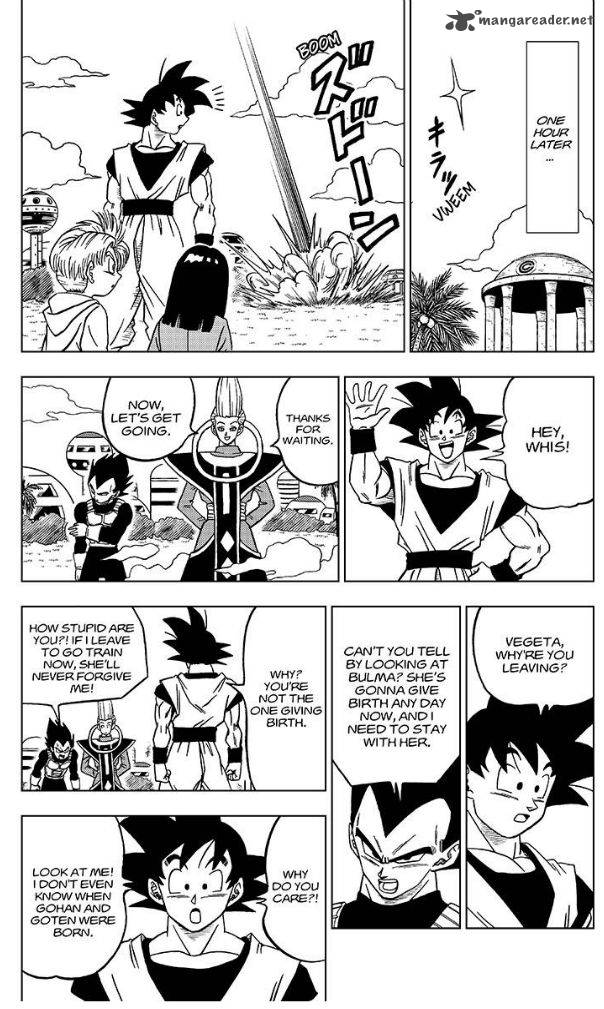 mangareader.net
ONE
HOUR
LATER
...
キラッ
VWEEM
BOOM
ズドーン
HEY,
WHIS!
THANKS
FOR
WAITING.
NOW,
LET'S GET
GOING.
VEGETA,
WHY'RE YOU
LEAVING?
CAN'T YOU TELL
BY LOOKING AT
BULMA? SHE'S
GONNA GIVE
BIRTH ANY DAY
NOW, AND I
NEED TO STAY
WITH HER.
WHY?
YOU'RE
NOT THE
ONE GIVING
BIRTH.
HOW STUPID ARE
YOU?! IF I LEAVE
TO GO TRAIN
NOW, SHE'LL
NEVER FORGIVE
ME!
WHY
DO YOU
CARE?!
LOOK AT ME!
I DON'T EVEN
KNOW WHEN
GOHAN AND
GOTEN WERE
BORN.